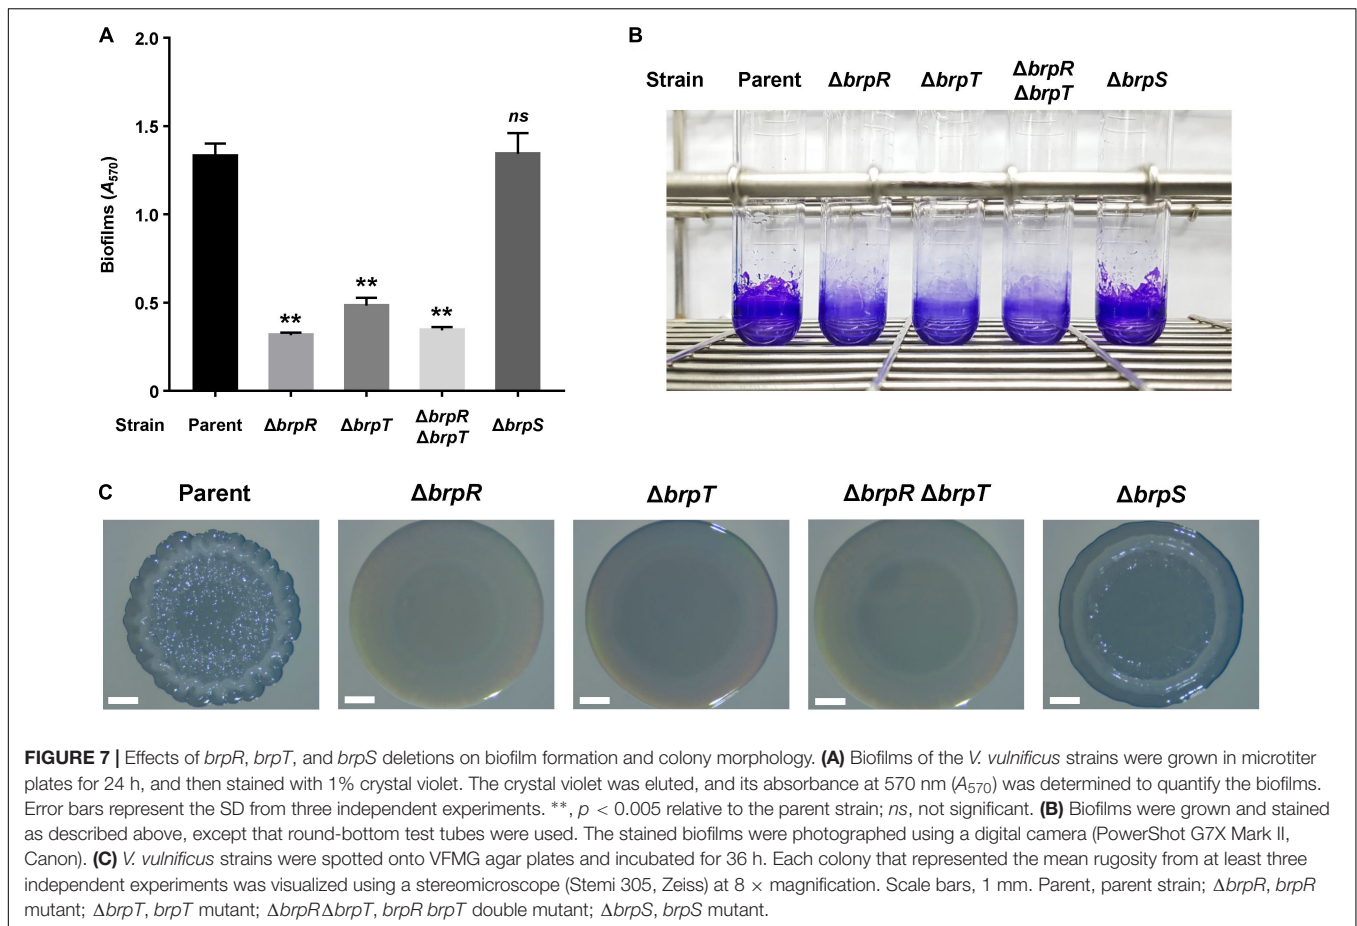 A
2.0
1.5
1.0
0.5
0
Biofilms (A570)
**
**
**
ns
Strain Parent ΔbrpR ΔbrpT ΔbrpR ΔbrpT ΔbrpS
B
Strain Parent ΔbrpR ΔbrpT ΔbrpR ΔbrpT ΔbrpS
C Parent ΔbrpR ΔbrpT ΔbrpR ΔbrpT ΔbrpS
FIGURE 7 | Effects of brpR, brpT, and brpS deletions on biofilm formation and colony morphology. (A) Biofilms of the V. vulnificus strains were grown in microtiter
plates for 24 h, and then stained with 1% crystal violet. The crystal violet was eluted, and its absorbance at 570 nm (A570) was determined to quantify the biofilms.
Error bars represent the SD from three independent experiments. **, p < 0.005 relative to the parent strain; ns, not significant. (B) Biofilms were grown and stained
as described above, except that round-bottom test tubes were used. The stained biofilms were photographed using a digital camera (PowerShot G7X Mark II,
Canon). (C) V. vulnificus strains were spotted onto VFMG agar plates and incubated for 36 h. Each colony that represented the mean rugosity from at least three
independent experiments was visualized using a stereomicroscope (Stemi 305, Zeiss) at 8 × magnification. Scale bars, 1 mm. Parent, parent strain; ΔbrpR, brpR
mutant; ΔbrpT, brpT mutant; ΔbrpRΔbrpT, brpR brpT double mutant; ΔbrpS, brpS mutant.